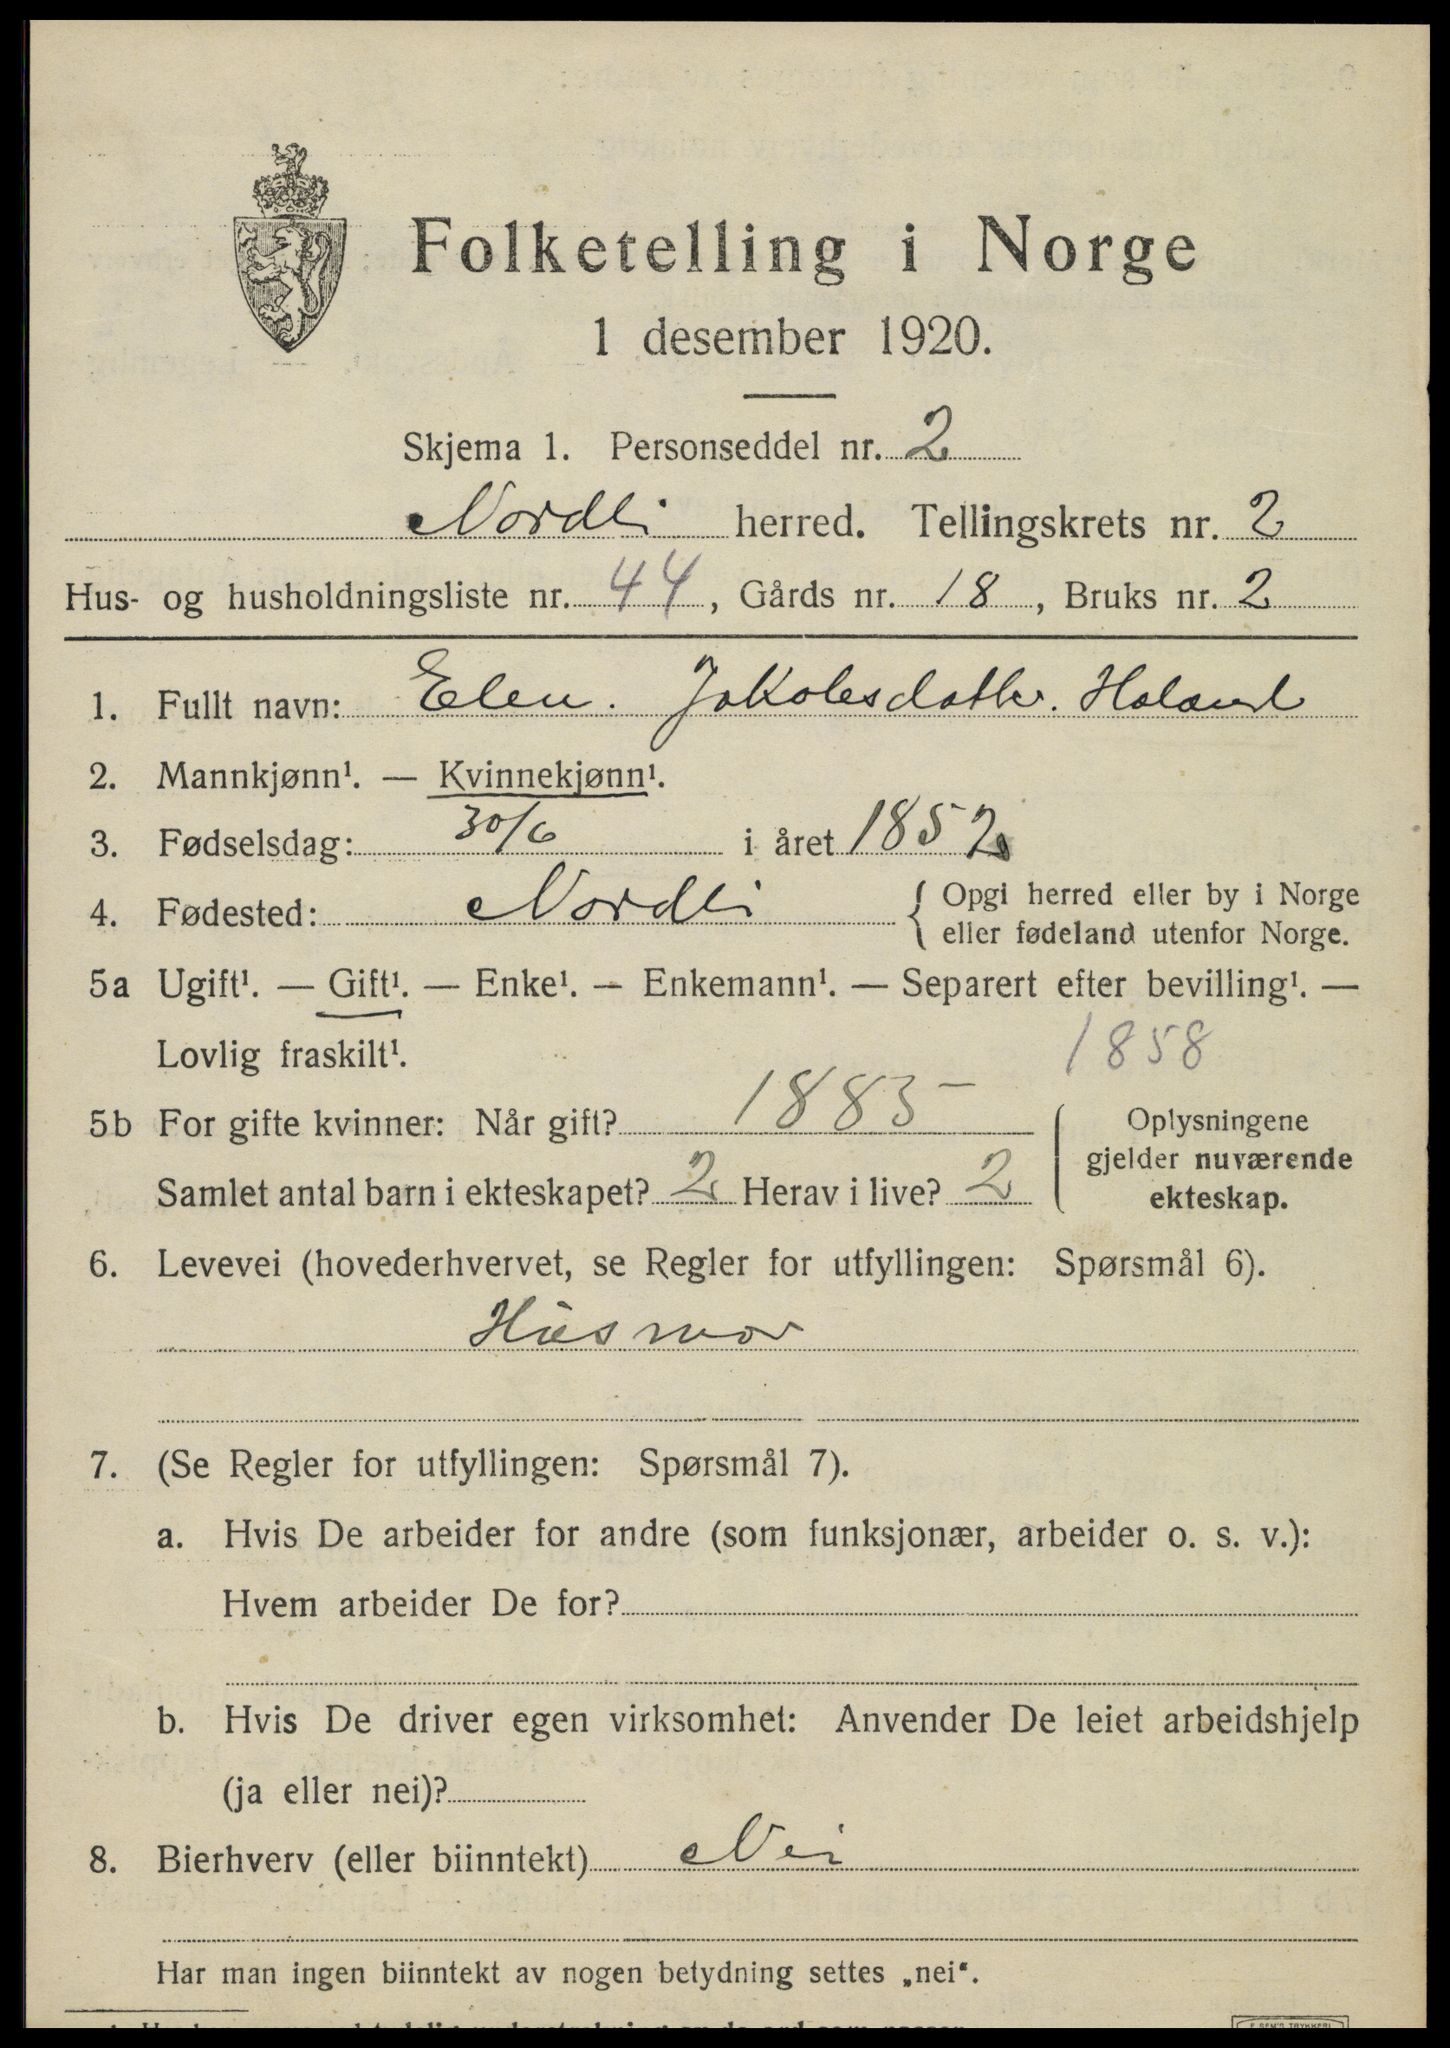 Folketelling i Norge
1 desember 1920.
Skjema 1. Personseddel nr. 2
Nordli herred. Tellingskrets nr. 2
Hus- og husholdningsliste nr. 44, Gårds nr. 18, Bruks nr. 2
1. Fullt navn: Elen. Jakobsdatter. Holand
2. Mannkjønn¹. — Kvinnekjønn¹.
3. Fødselsdag: 30/6 i året 1852
4. Fødested: Nordli { Opgi herred eller by i Norge
eller fødeland utenfor Norge.
5a Ugift¹. — Gift¹. — Enke¹. — Enkemann¹. — Separert efter bevilling¹. —
Lovlig fraskilt¹.
1858
5b For gifte kvinner: Når gift? 1883 –
Samlet antal barn i ekteskapet? 2 Herav i live? 2
Oplysningene
gjelder nuværende
ekteskap.
6. Levevei (hovederhvervet, se Regler for utfyllingen: Spørsmål 6).
Husmor
7. (Se Regler for utfyllingen: Spørsmål 7).
a. Hvis De arbeider for andre (som funksjonær, arbeider o. s. v.):
Hvem arbeider De for?
b. Hvis De driver egen virksomhet: Anvender De leiet arbeidshjelp
(ja eller nei)?
8. Bierhverv (eller biinntekt) Nei
Har man ingen biinntekt av nogen betydning settes „nei“.